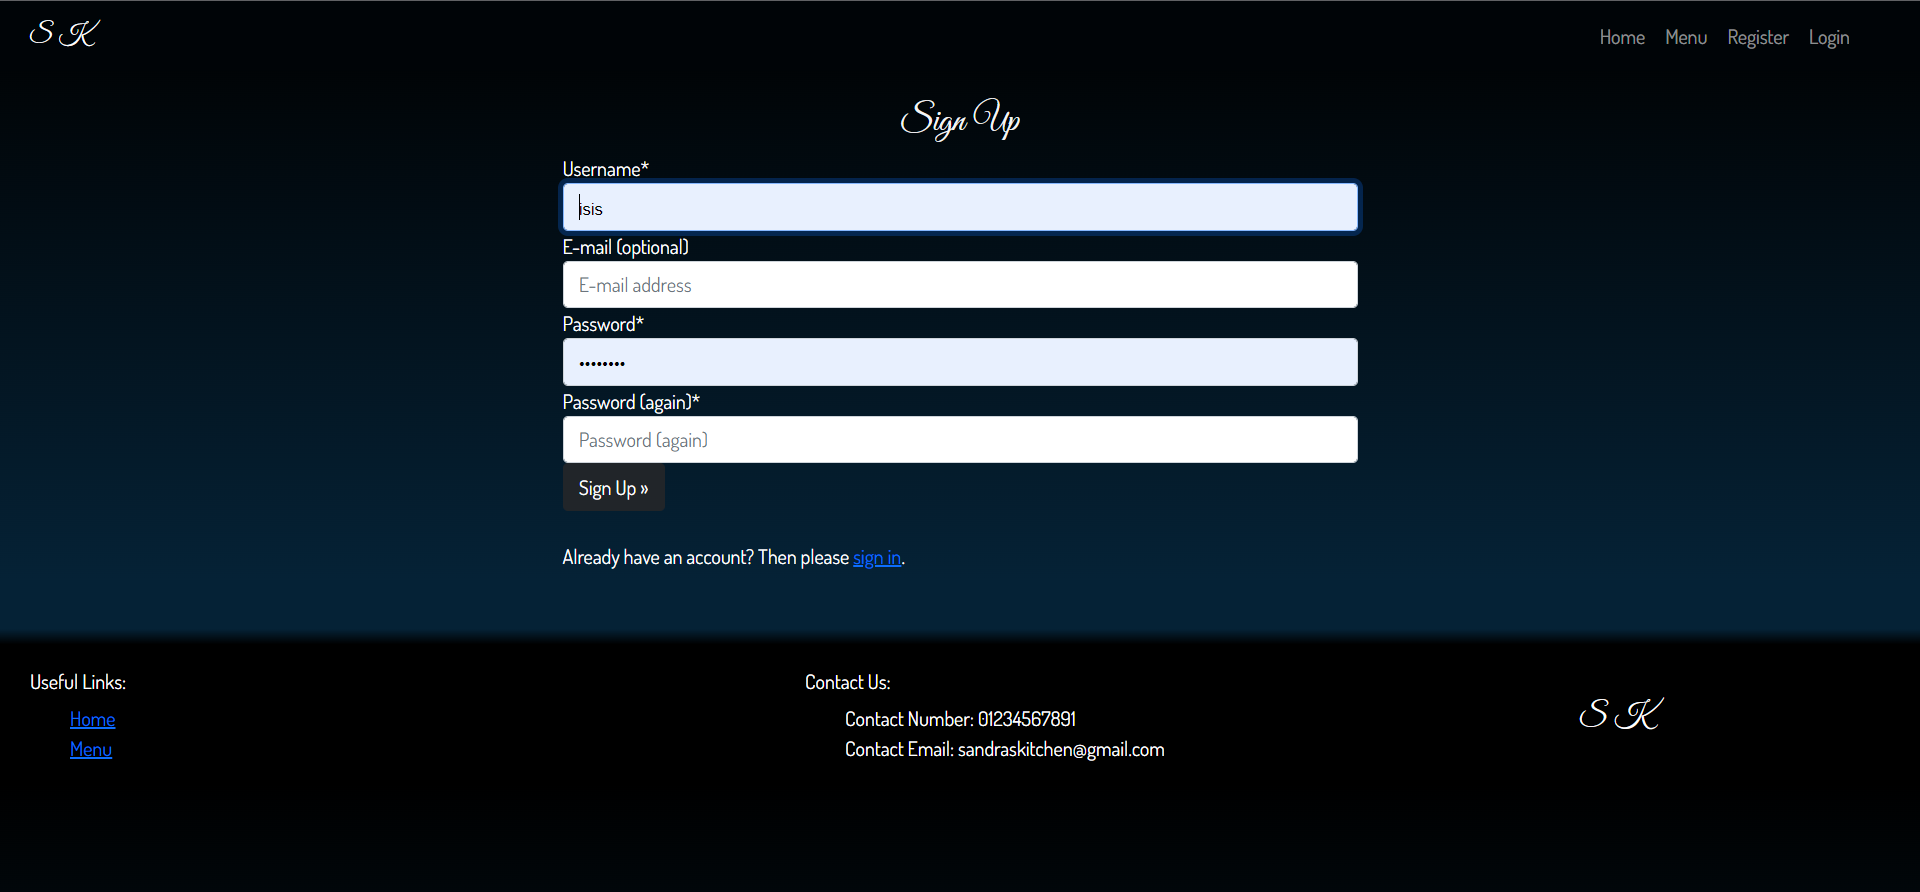 S K
Home Menu Register Login
Sign Up
Username*
isis
E-mail (optional)
E-mail address
Password*
••••••••
Password (again)*
Password (again)
Sign Up »
Already have an account? Then please sign in.
Useful Links:
Home
Menu
Contact Us:
Contact Number: 01234567891
Contact Email: sandraskitchen@gmail.com
S K